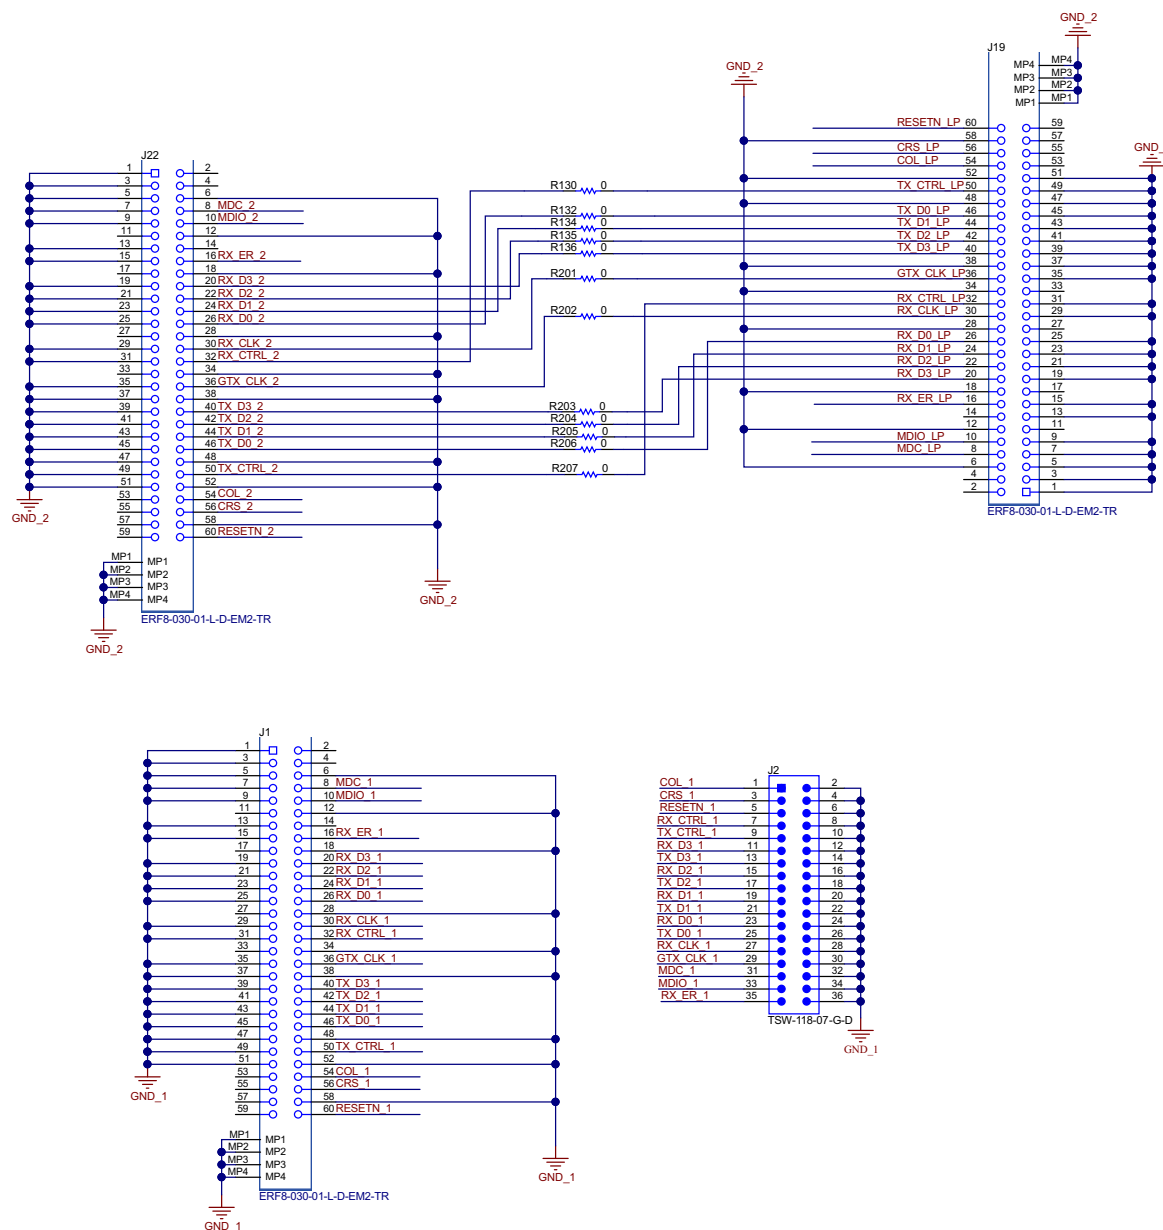 GND_2
J19
MP4 MP4
MP3 MP3
MP2 MP2
MP1 MP1
GND_2
RESETN_LP 60 59
58 57
CRS_LP 56 55
COL_LP 54 53
52 51
TX_CTRL_LP 50 49
48 47
TX_D0_LP 46 45
TX_D1_LP 44 43
TX_D2_LP 42 41
TX_D3_LP 40 39
38 37
GTX_CLK_LP 36 35
34 33
RX_CTRL_LP 32 31
RX_CLK_LP 30 29
28 27
RX_D0_LP 26 25
RX_D1_LP 24 23
RX_D2_LP 22 21
RX_D3_LP 20 19
18 17
RX_ER_LP 16 15
14 13
12 11
MDIO_LP 10 9
MDC_LP 8 7
6 5
4 3
2 1
ERF8-030-01-L-D-EM2-TR
GND_
R130 0
R132 0
R134 0
R135 0
R136 0
R201 0
R202 0
R203 0
R204 0
R205 0
R206 0
R207 0
J22
1 2
3 4
5 6
7 8 MDC_2
9 10 MDIO_2
11 12
13 14
15 16 RX_ER_2
17 18
19 20 RX_D3_2
21 22 RX_D2_2
23 24 RX_D1_2
25 26 RX_D0_2
27 28
29 30 RX_CLK_2
31 32 RX_CTRL_2
33 34
35 36 GTX_CLK_2
37 38
39 40 TX_D3_2
41 42 TX_D2_2
43 44 TX_D1_2
45 46 TX_D0_2
47 48
49 50 TX_CTRL_2
51 52
53 54 COL_2
55 56 CRS_2
57 58
59 60 RESETN_2
GND_2
MP1 MP1
MP2 MP2
MP3 MP3
MP4 MP4
GND_2
ERF8-030-01-L-D-EM2-TR
GND_2
J1
1 2
3 4
5 6
7 8 MDC_1
9 10 MDIO_1
11 12
13 14
15 16 RX_ER_1
17 18
19 20 RX_D3_1
21 22 RX_D2_1
23 24 RX_D1_1
25 26 RX_D0_1
27 28
29 30 RX_CLK_1
31 32 RX_CTRL_1
33 34
35 36 GTX_CLK_1
37 38
39 40 TX_D3_1
41 42 TX_D2_1
43 44 TX_D1_1
45 46 TX_D0_1
47 48
49 50 TX_CTRL_1
51 52
53 54 COL_1
55 56 CRS_1
57 58
59 60 RESETN_1
GND_1
MP1 MP1
MP2 MP2
MP3 MP3
MP4 MP4
GND_1
ERF8-030-01-L-D-EM2-TR
GND_1
J2
COL_1 1 2
CRS_1 3 4
RESETN_1 5 6
RX_CTRL_1 7 8
TX_CTRL_1 9 10
RX_D3_1 11 12
TX_D3_1 13 14
RX_D2_1 15 16
TX_D2_1 17 18
RX_D1_1 19 20
TX_D1_1 21 22
RX_D0_1 23 24
TX_D0_1 25 26
RX_CLK_1 27 28
GTX_CLK_1 29 30
MDC_1 31 32
MDIO_1 33 34
RX_ER_1 35 36
TSW-118-07-G-D
GND_1